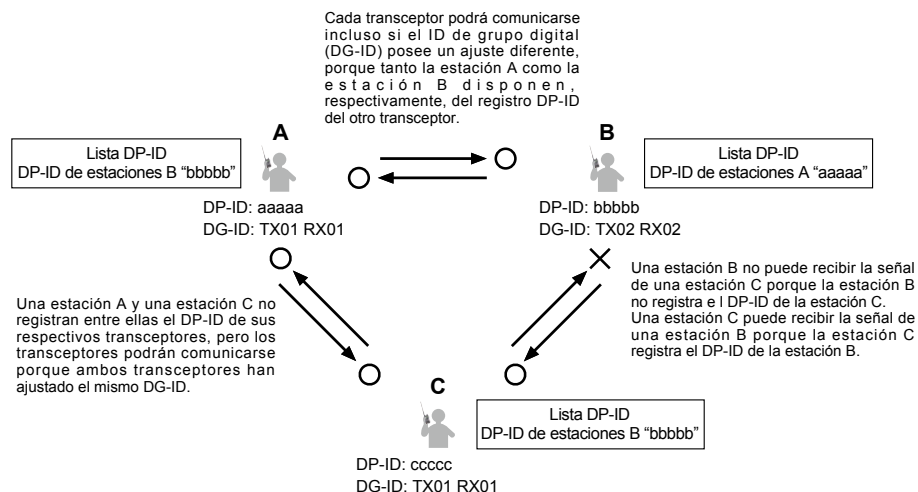 Cada transceptor podrá comunicarse
incluso si el ID de grupo digital
(DG-ID) posee un ajuste diferente,
porque tanto la estación A como la
estación B disponen,
respectivamente, del registro DP-ID
del otro transceptor.
A
B
Lista DP-ID
DP-ID de estaciones B “bbbbb”
Lista DP-ID
DP-ID de estaciones A “aaaaa”
DP-ID: aaaaa
DG-ID: TX01 RX01
DP-ID: bbbbb
DG-ID: TX02 RX02
Una estación A y una estación C no
registran entre ellas el DP-ID de sus
respectivos transceptores, pero los
transceptores podrán comunicarse
porque ambos transceptores han
ajustado el mismo DG-ID.
Una estación B no puede recibir la señal
de una estación C porque la estación B
no registra e l DP-ID de la estación C.
Una estación C puede recibir la señal de
una estación B porque la estación C
registra el DP-ID de la estación B.
C
Lista DP-ID
DP-ID de estaciones B “bbbbb”
DP-ID: ccccc
DG-ID: TX01 RX01